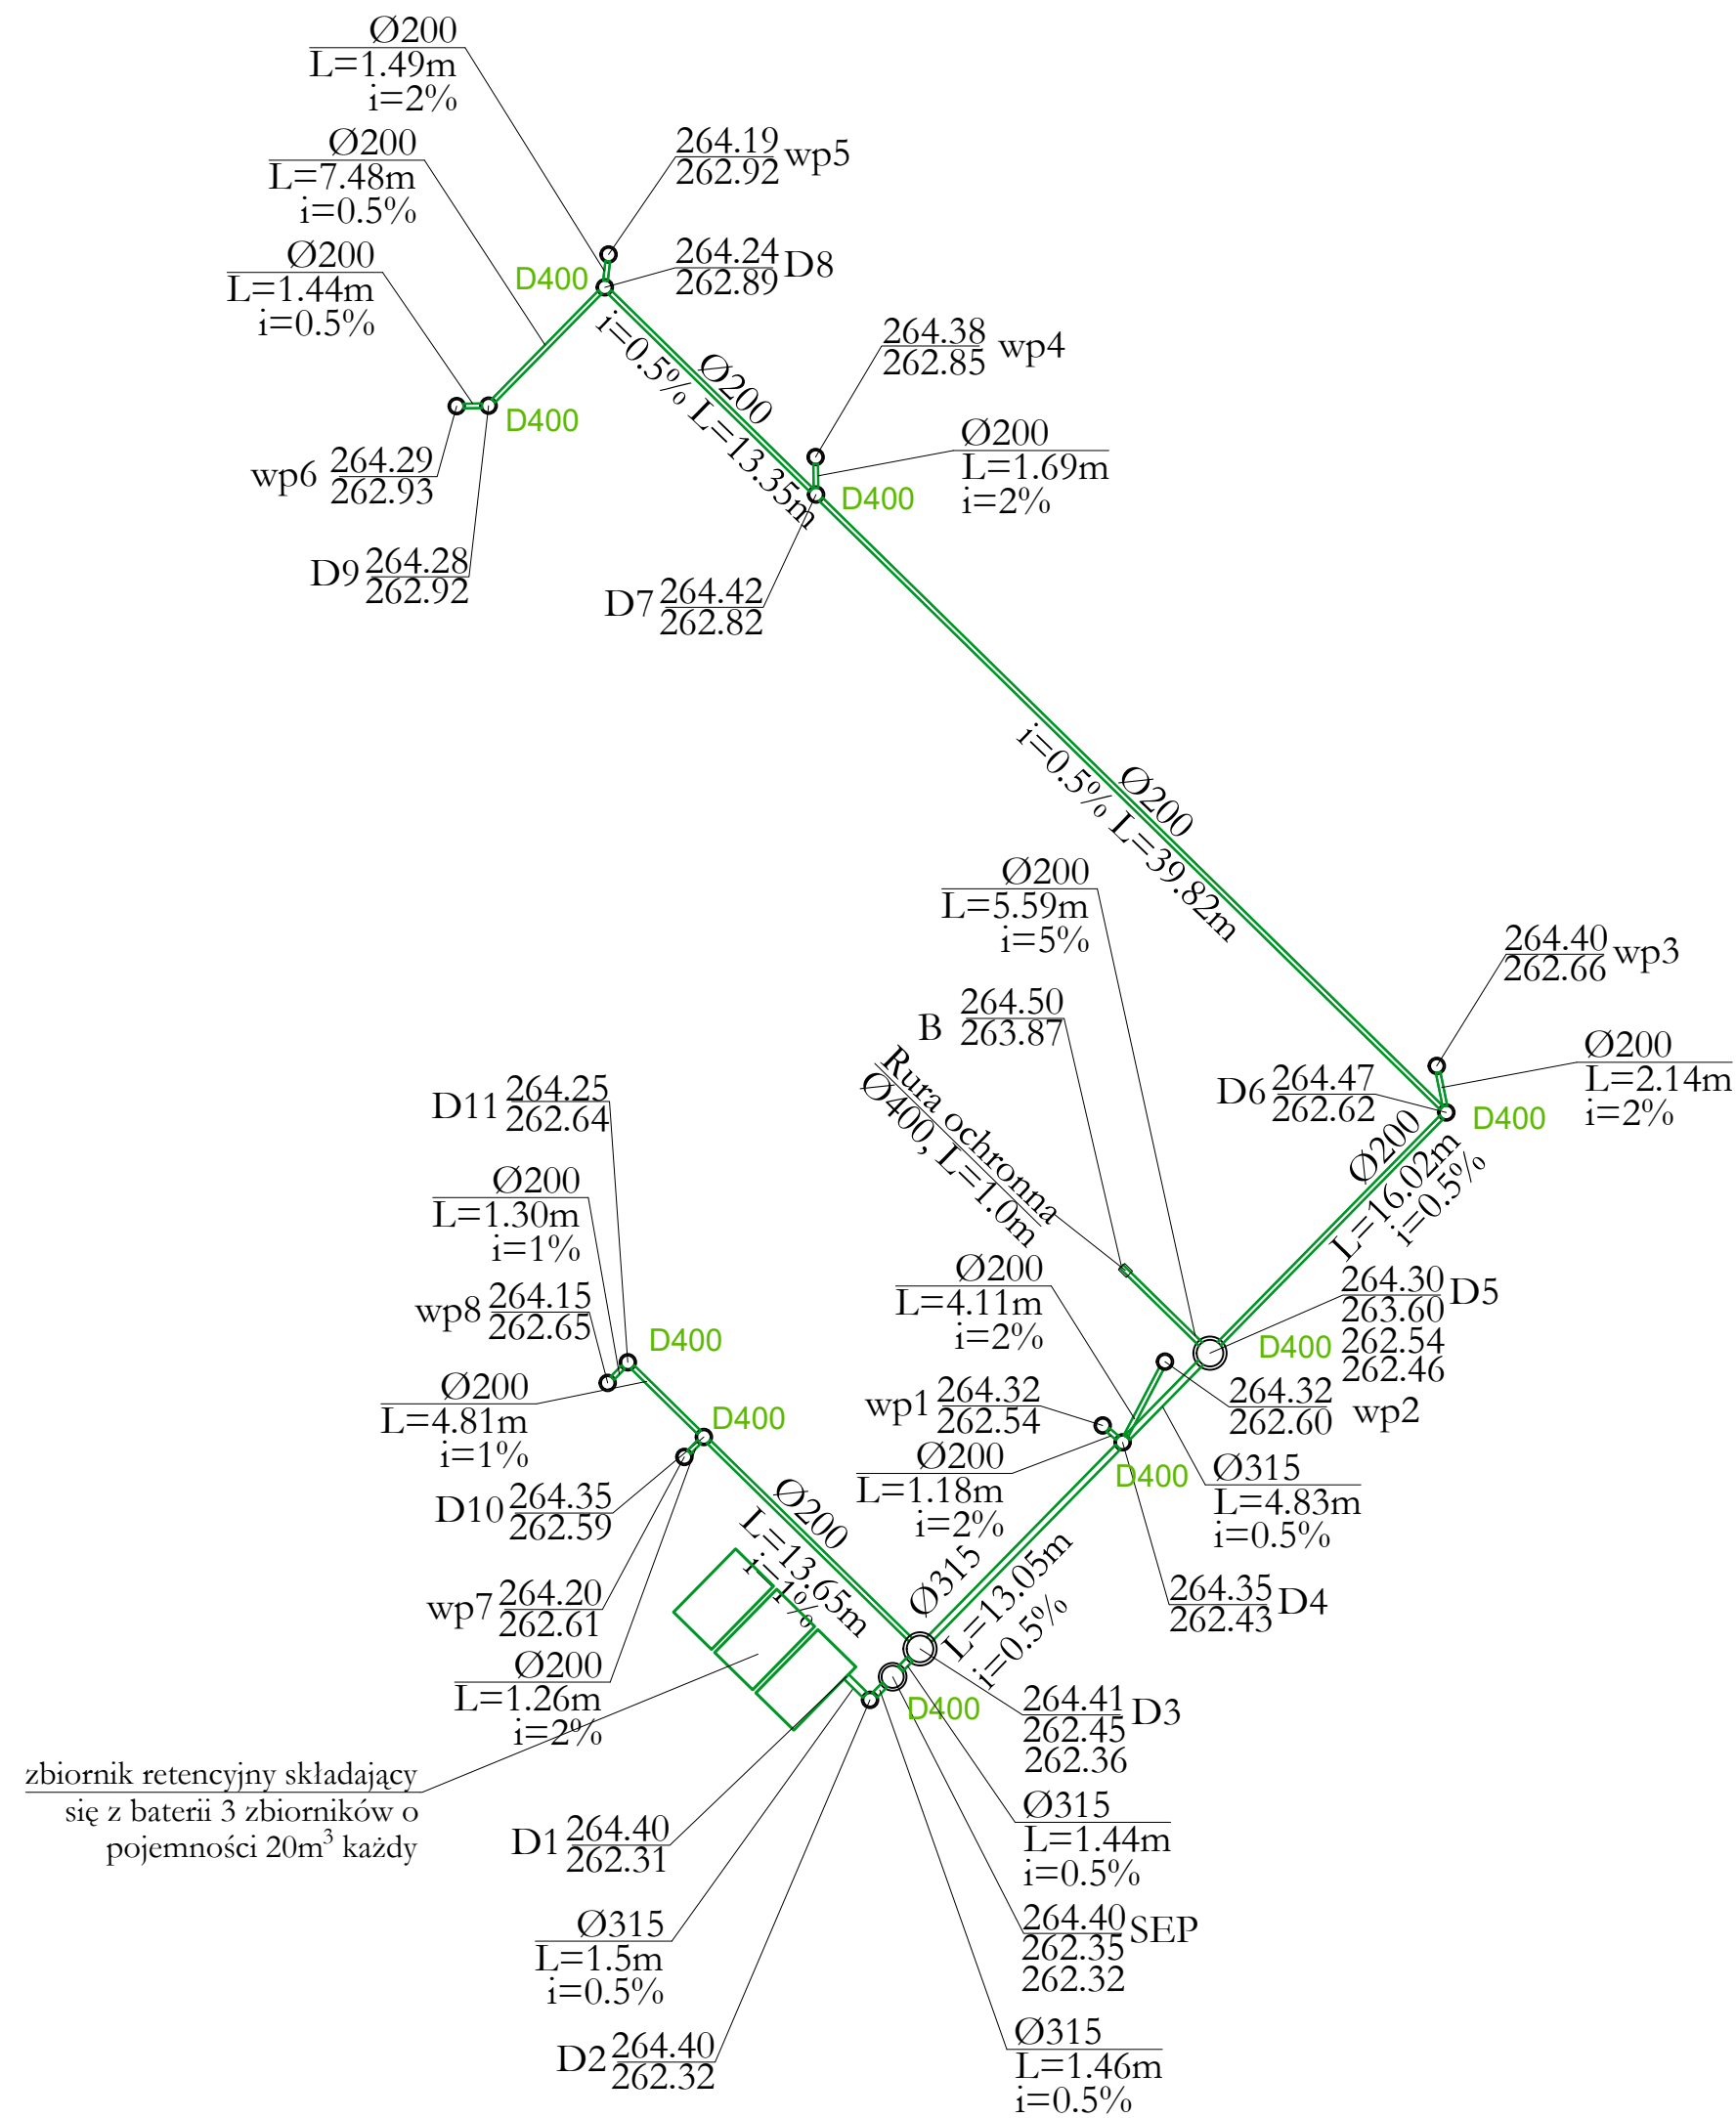 Ø200
L=1.49m
i=2%
Ø200
L=7.48m
i=0.5%
Ø200
L=1.44m
i=0.5%
264.19
262.92
wp5
264.24
262.89
D8
D400
D400
wp6
264.29
262.93
D9
264.28
262.92
Ø200
i=0.5% L=13.35m
264.38
262.85
wp4
Ø200
L=1.69m
i=2%
D400
D7
264.42
262.82
Ø200
i=0.5% L=39.82m
Ø200
L=5.59m
i=5%
B
264.50
263.87
Rura ochronna
Ø400, L=1.0m
264.40
262.66
wp3
Ø200
L=2.14m
i=2%
D6
264.47
262.62
D400
Ø200
L=16.02m
i=0.5%
D11
264.25
262.64
Ø200
L=1.30m
i=1%
wp8
264.15
262.65
D400
Ø200
L=4.81m
i=1%
D400
D10
264.35
262.59
wp7
264.20
262.61
Ø200
L=1.26m
i=2%
Ø200
L=13.65m
i=1%
Ø200
L=4.11m
i=2%
wp1
264.32
262.54
Ø200
L=1.18m
i=2%
D400
264.30
263.60
262.54
262.46
D5
264.32
262.60
wp2
D400
Ø315
L=4.83m
i=0.5%
264.35
262.43
D4
Ø315
L=13.05m
i=0.5%
D400
264.41
262.45
262.36
D3
Ø315
L=1.44m
i=0.5%
264.40
262.35
262.32
SEP
Ø315
L=1.46m
i=0.5%
zbiornik retencyjny składający
się z baterii 3 zbiorników o
pojemności 20m³ każdy
D1
264.40
262.31
Ø315
L=1.5m
i=0.5%
D2
264.40
262.32